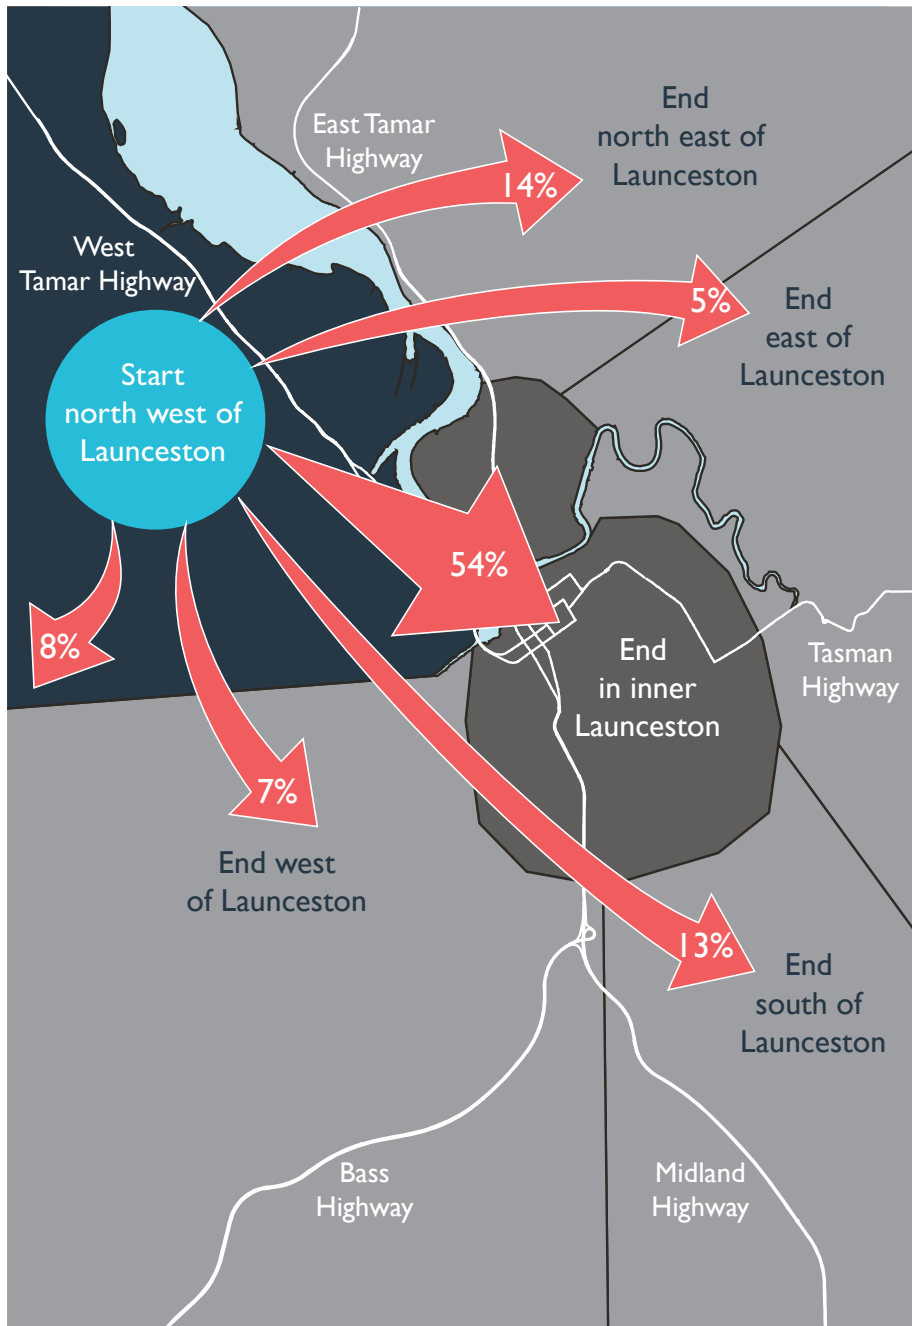 End
north east of
Launceston
East Tamar
Highway
14%
West
Tamar Highway
5%
End
east of
Launceston
Start
north west of
Launceston
54%
8%
End
in inner
Launceston
Tasman
Highway
7%
End west
of Launceston
13%
End
south of
Launceston
Bass
Highway
Midland
Highway